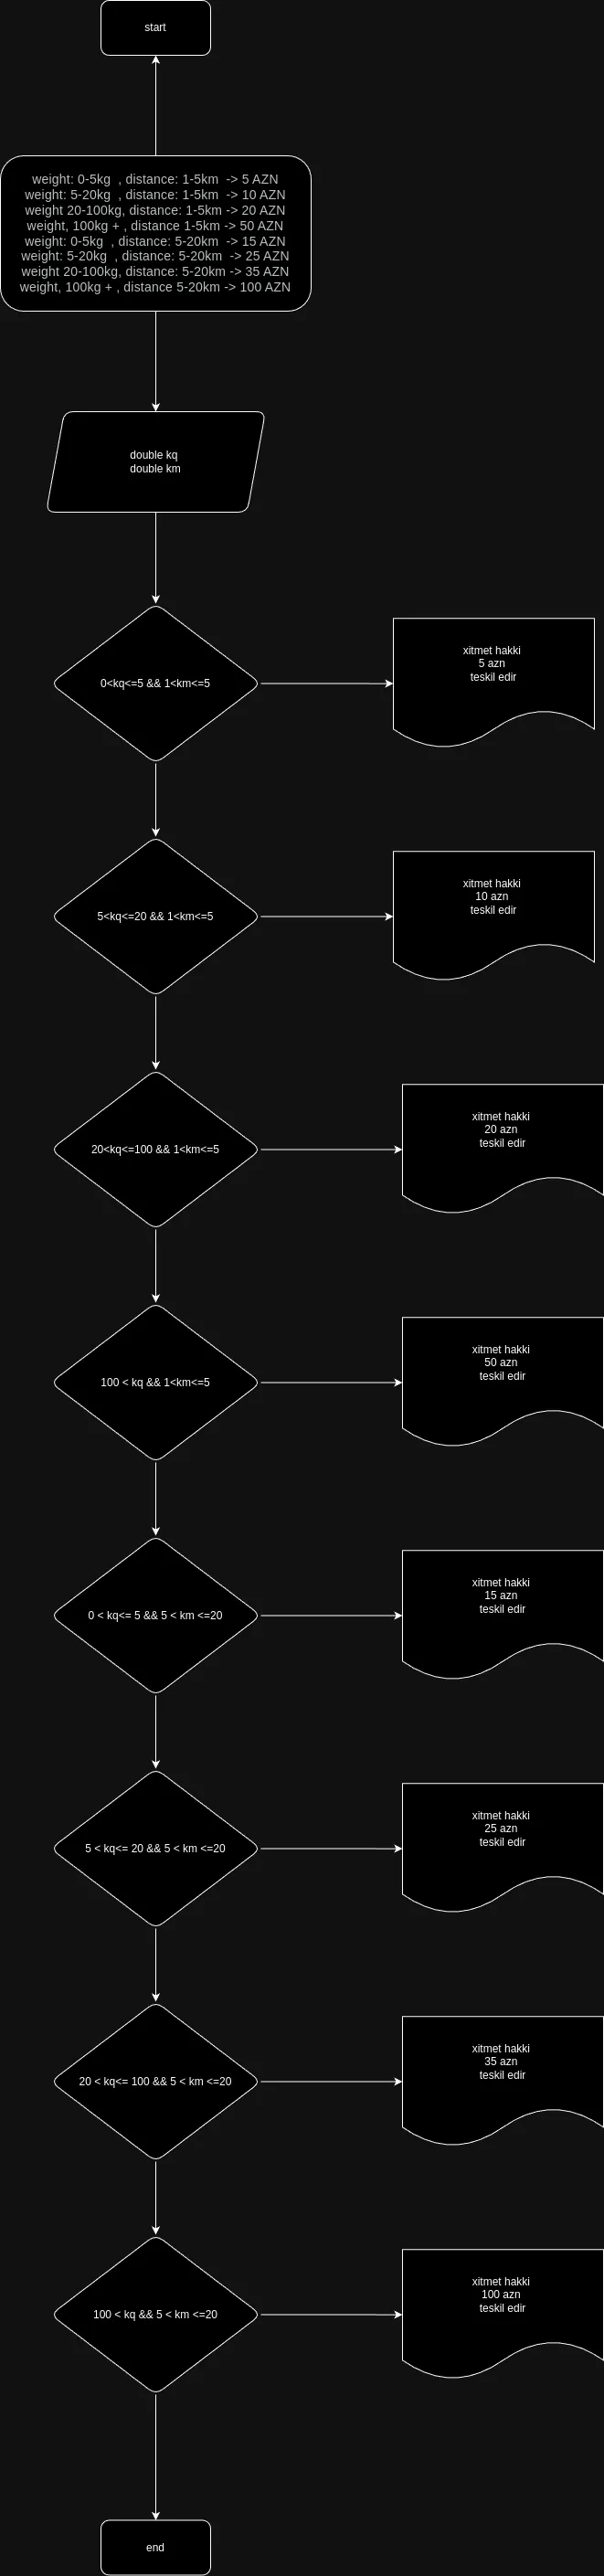 start
weight: 0-5kg , distance: 1-5km -> 5 AZN
weight: 5-20kg , distance: 1-5km -> 10 AZN
weight 20-100kg, distance: 1-5km -> 20 AZN
weight, 100kg + , distance 1-5km -> 50 AZN
weight: 0-5kg , distance: 5-20km -> 15 AZN
weight: 5-20kg , distance: 5-20km -> 25 AZN
weight 20-100kg, distance: 5-20km -> 35 AZN
weight, 100kg + , distance 5-20km -> 100 AZN
double kq
double km
0<kq<=5 && 1<km<=5
xitmet hakki
5 azn
teskil edir
5<kq<=20 && 1<km<=5
xitmet hakki
10 azn
teskil edir
20<kq<=100 && 1<km<=5
xitmet hakki
20 azn
teskil edir
100 < kq && 1<km<=5
xitmet hakki
50 azn
teskil edir
0 < kq<= 5 && 5 < km <=20
xitmet hakki
15 azn
teskil edir
5 < kq<= 20 && 5 < km <=20
xitmet hakki
25 azn
teskil edir
20 < kq<= 100 && 5 < km <=20
xitmet hakki
35 azn
teskil edir
100 < kq && 5 < km <=20
xitmet hakki
100 azn
teskil edir
end